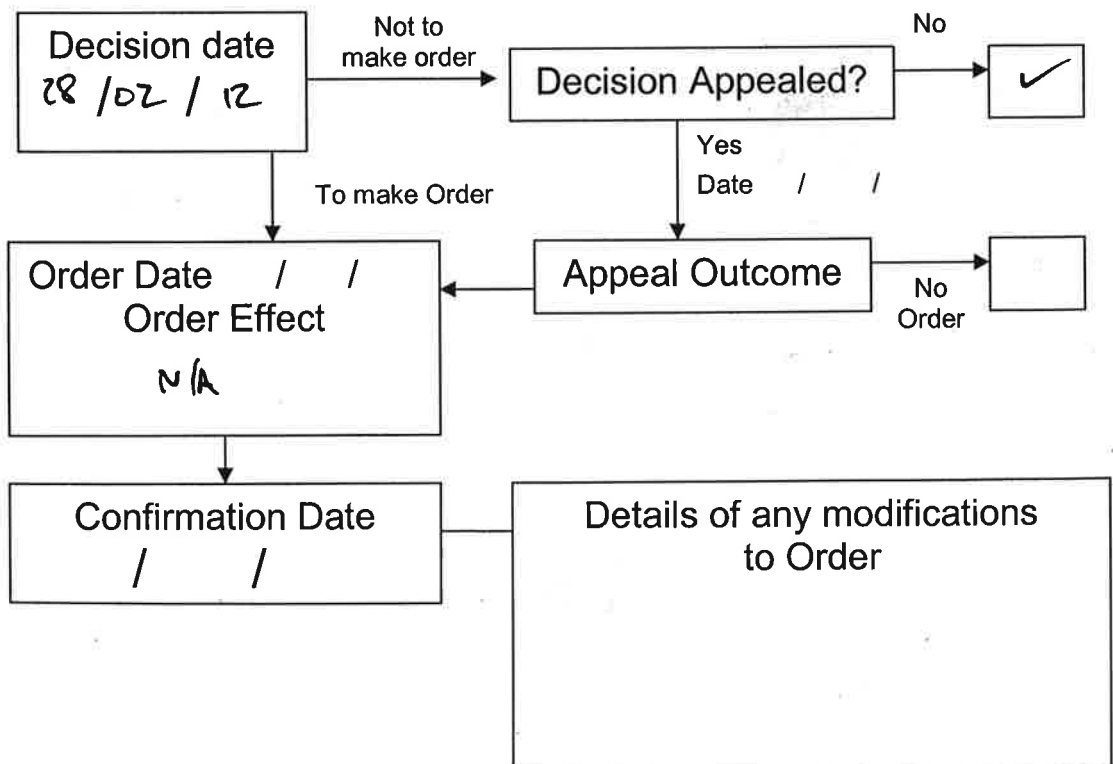 Decision date
28 / 02 / 12
Not to
make order
Decision Appealed?
No
✓
Yes
Date / /
To make Order
Order Date / /
Order Effect
N/A
Appeal Outcome
No
Order
Confirmation Date
/ /
Details of any modifications
to Order